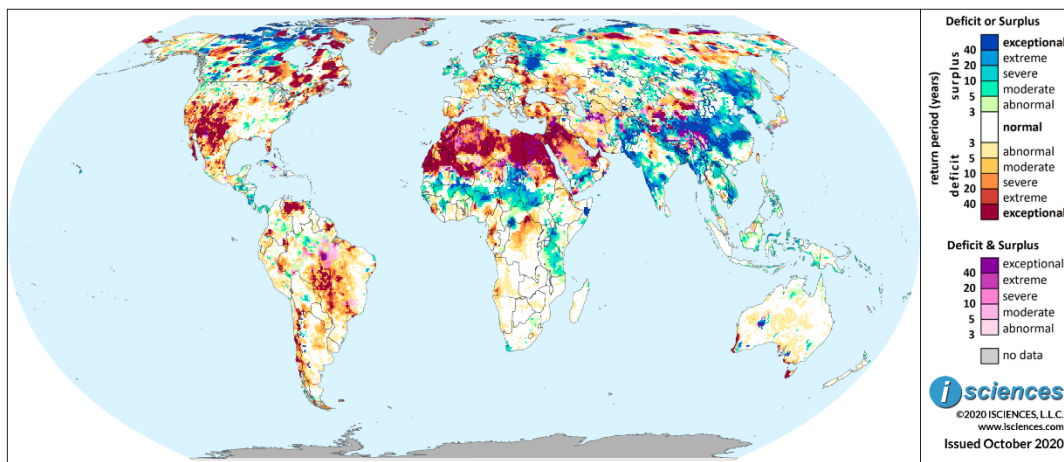 Deficit or Surplus
return period (years)
surplus
deficit
40
20
10
5
3
exceptional
extreme
severe
moderate
abnormal
normal
3
5
10
20
40
abnormal
moderate
severe
extreme
exceptional
Deficit & Surplus
40
20
10
5
3
exceptional
extreme
severe
moderate
abnormal
no data
i sciences
©2020 ISCIENCES, L.L.C.
www.isciences.com
Issued October 2020